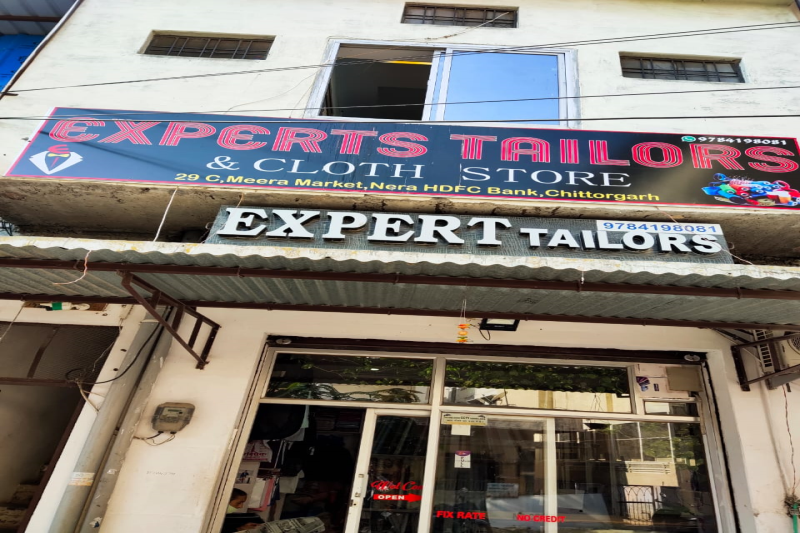 EXPERTS TAILORS
9784198081
& CLOTH STORE
29 C,Meera Market,Nera HDFC Bank,Chittorgarh
EXPERT TAILORS
9784198081
OPEN
FIX RATE
NO CREDIT